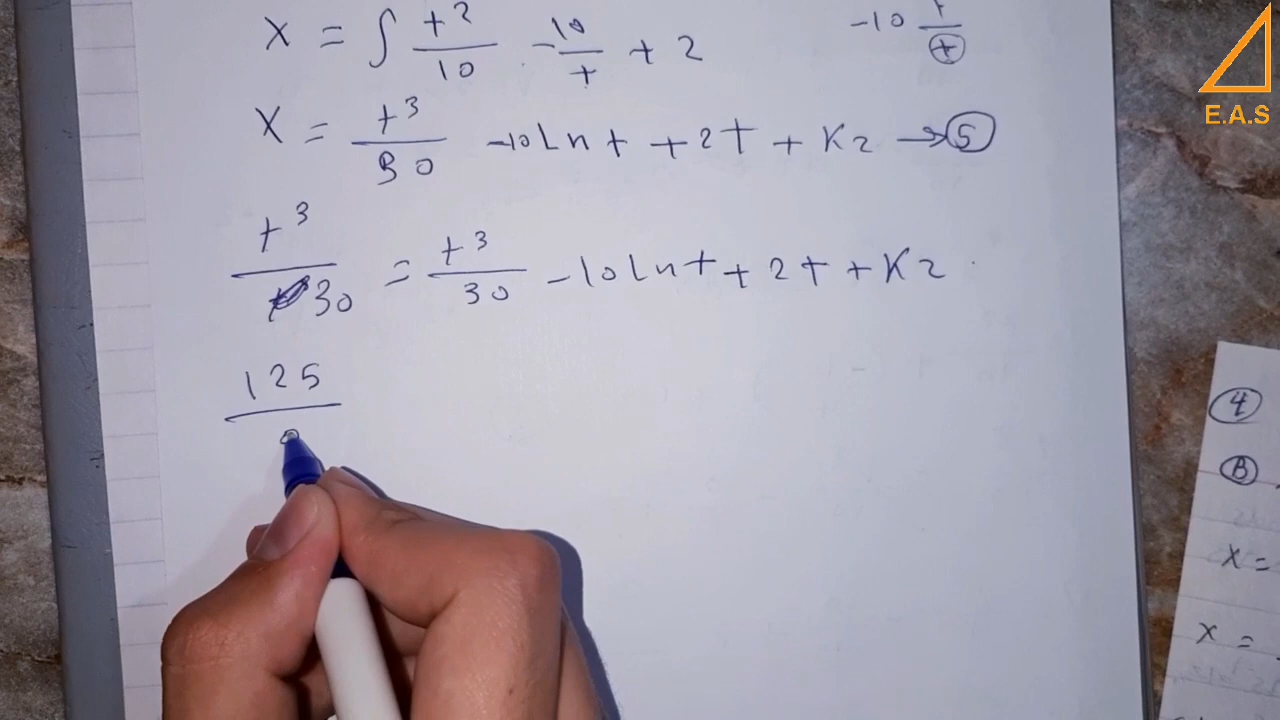 x = ∫ t²/10 - 10/t + 2
-10 1/t
E.A.S
x = t³/30 -10 Ln t + 2t + K2 → 5
t³/30 = t³/30 - 10 Ln t + 2t + K2
125
4
B
x =
x =